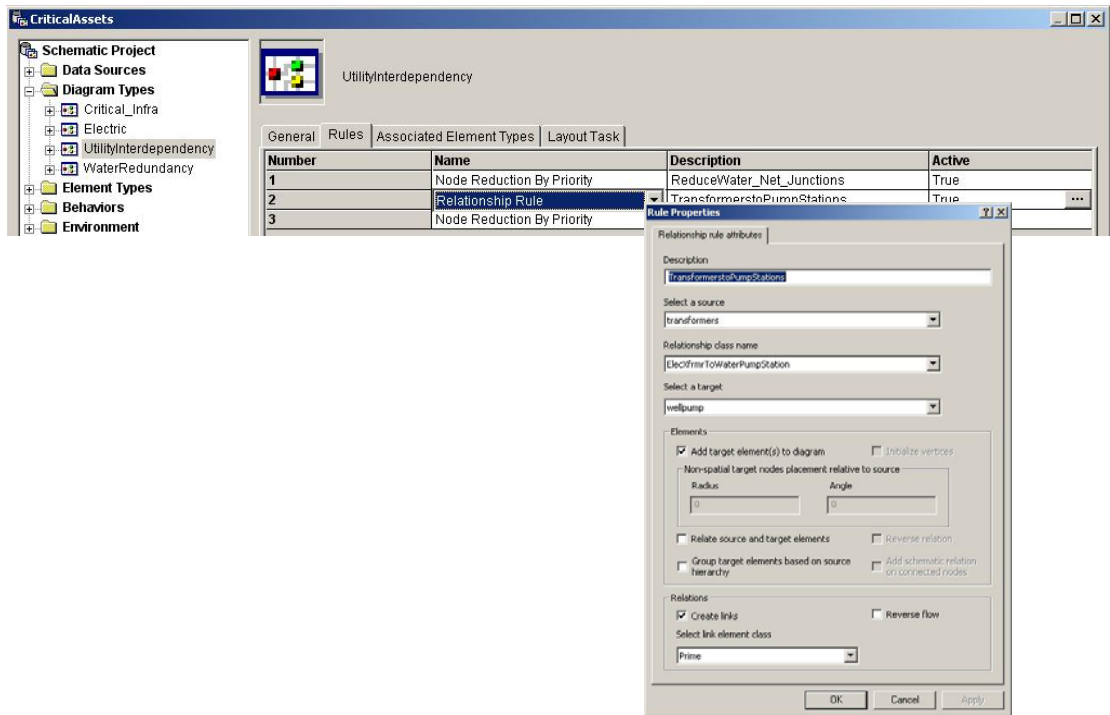 CriticalAssets
Schematic Project
Data Sources
Diagram Types
Critical_Infra
Electric
UtilityInterdependency
WaterRedundancy
Element Types
Behaviors
Environment
UtilityInterdependency
General Rules Associated Element Types Layout Task
Number Name Description Active
1 Node Reduction By Priority ReduceWater_Net_Junctions True
2 Relationship Rule TransformerstoPumpStations True ...
3 Node Reduction By Priority
Rule Properties
Relationship rule attributes
Description
TransformerstoPumpStations
Select a source
transformers
Relationship class name
ElecXfrmrToWaterPumpStation
Select a target
wellpump
Elements
Add target element(s) to diagram Initialize vertices
Non-spatial target nodes placement relative to source
Radius Angle
0 0
Relate source and target elements Reverse relation
Group target elements based on source Add schematic relation
hierarchy on connected nodes
Relations
Create links Reverse flow
Select link element class
Prime
OK Cancel Apply